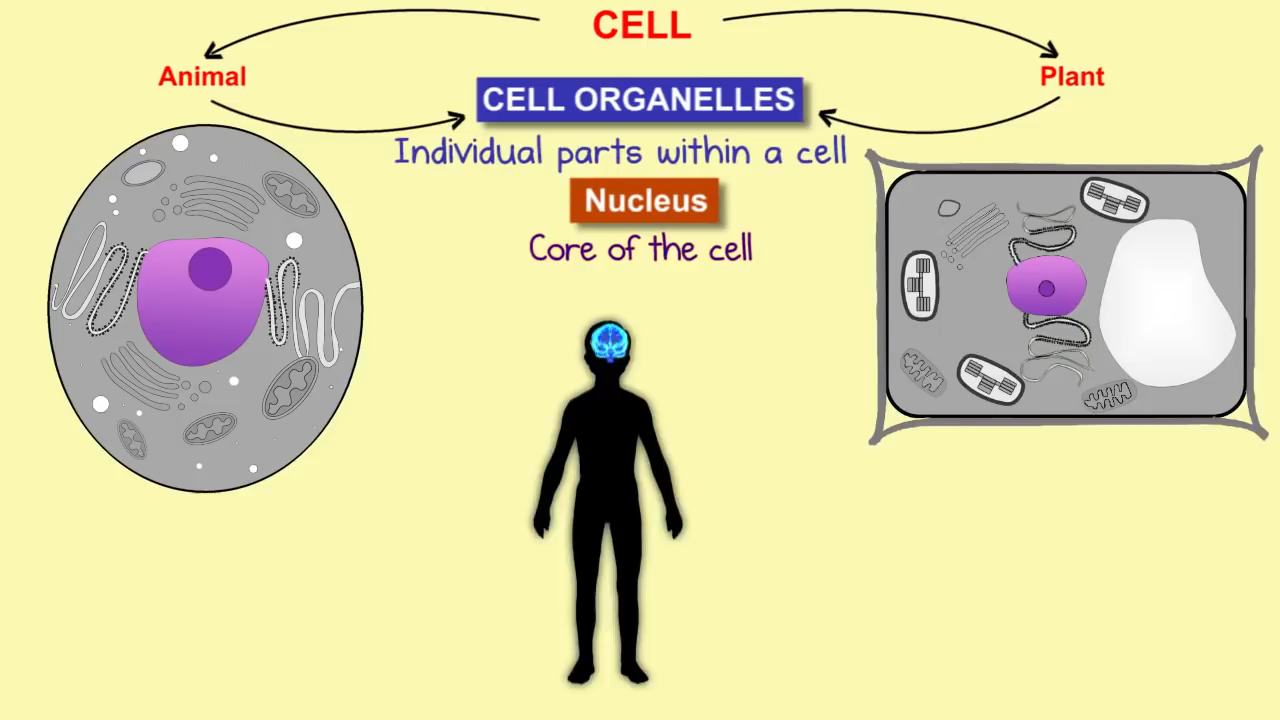 CELL
Animal
Plant
CELL ORGANELLES
Individual parts within a cell
Nucleus
Core of the cell